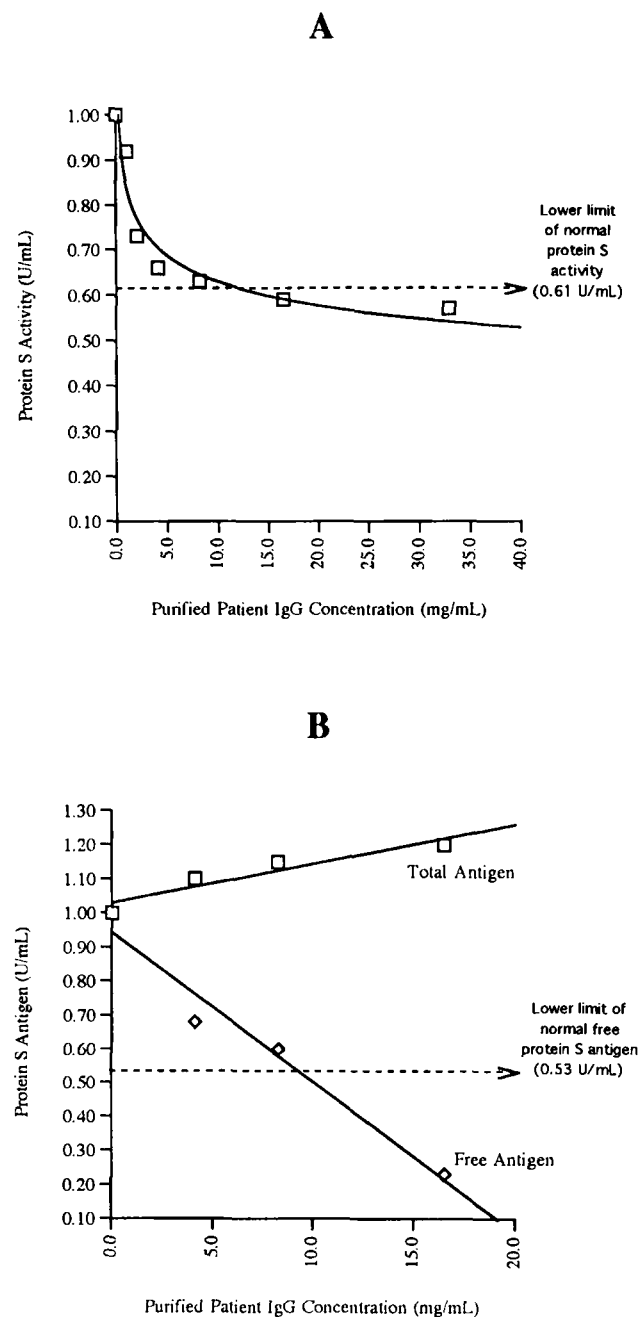 A
1.00
0.90
0.80
0.70
0.60
0.50
0.40
0.30
0.20
0.10
Protein S Activity (U/mL)
Lower limit
of normal
protein S
activity
(0.61 U/mL)
0.0
5.0
10.0
15.0
20.0
25.0
30.0
35.0
40.0
Purified Patient IgG Concentration (mg/mL)
B
1.30
1.20
1.10
1.00
0.90
0.80
0.70
0.60
0.50
0.40
0.30
0.20
0.10
Protein S Antigen (U/mL)
Total Antigen
Lower limit of
normal free
protein S antigen
(0.53 U/mL)
Free Antigen
0.0
5.0
10.0
15.0
20.0
Purified Patient IgG Concentration (mg/mL)